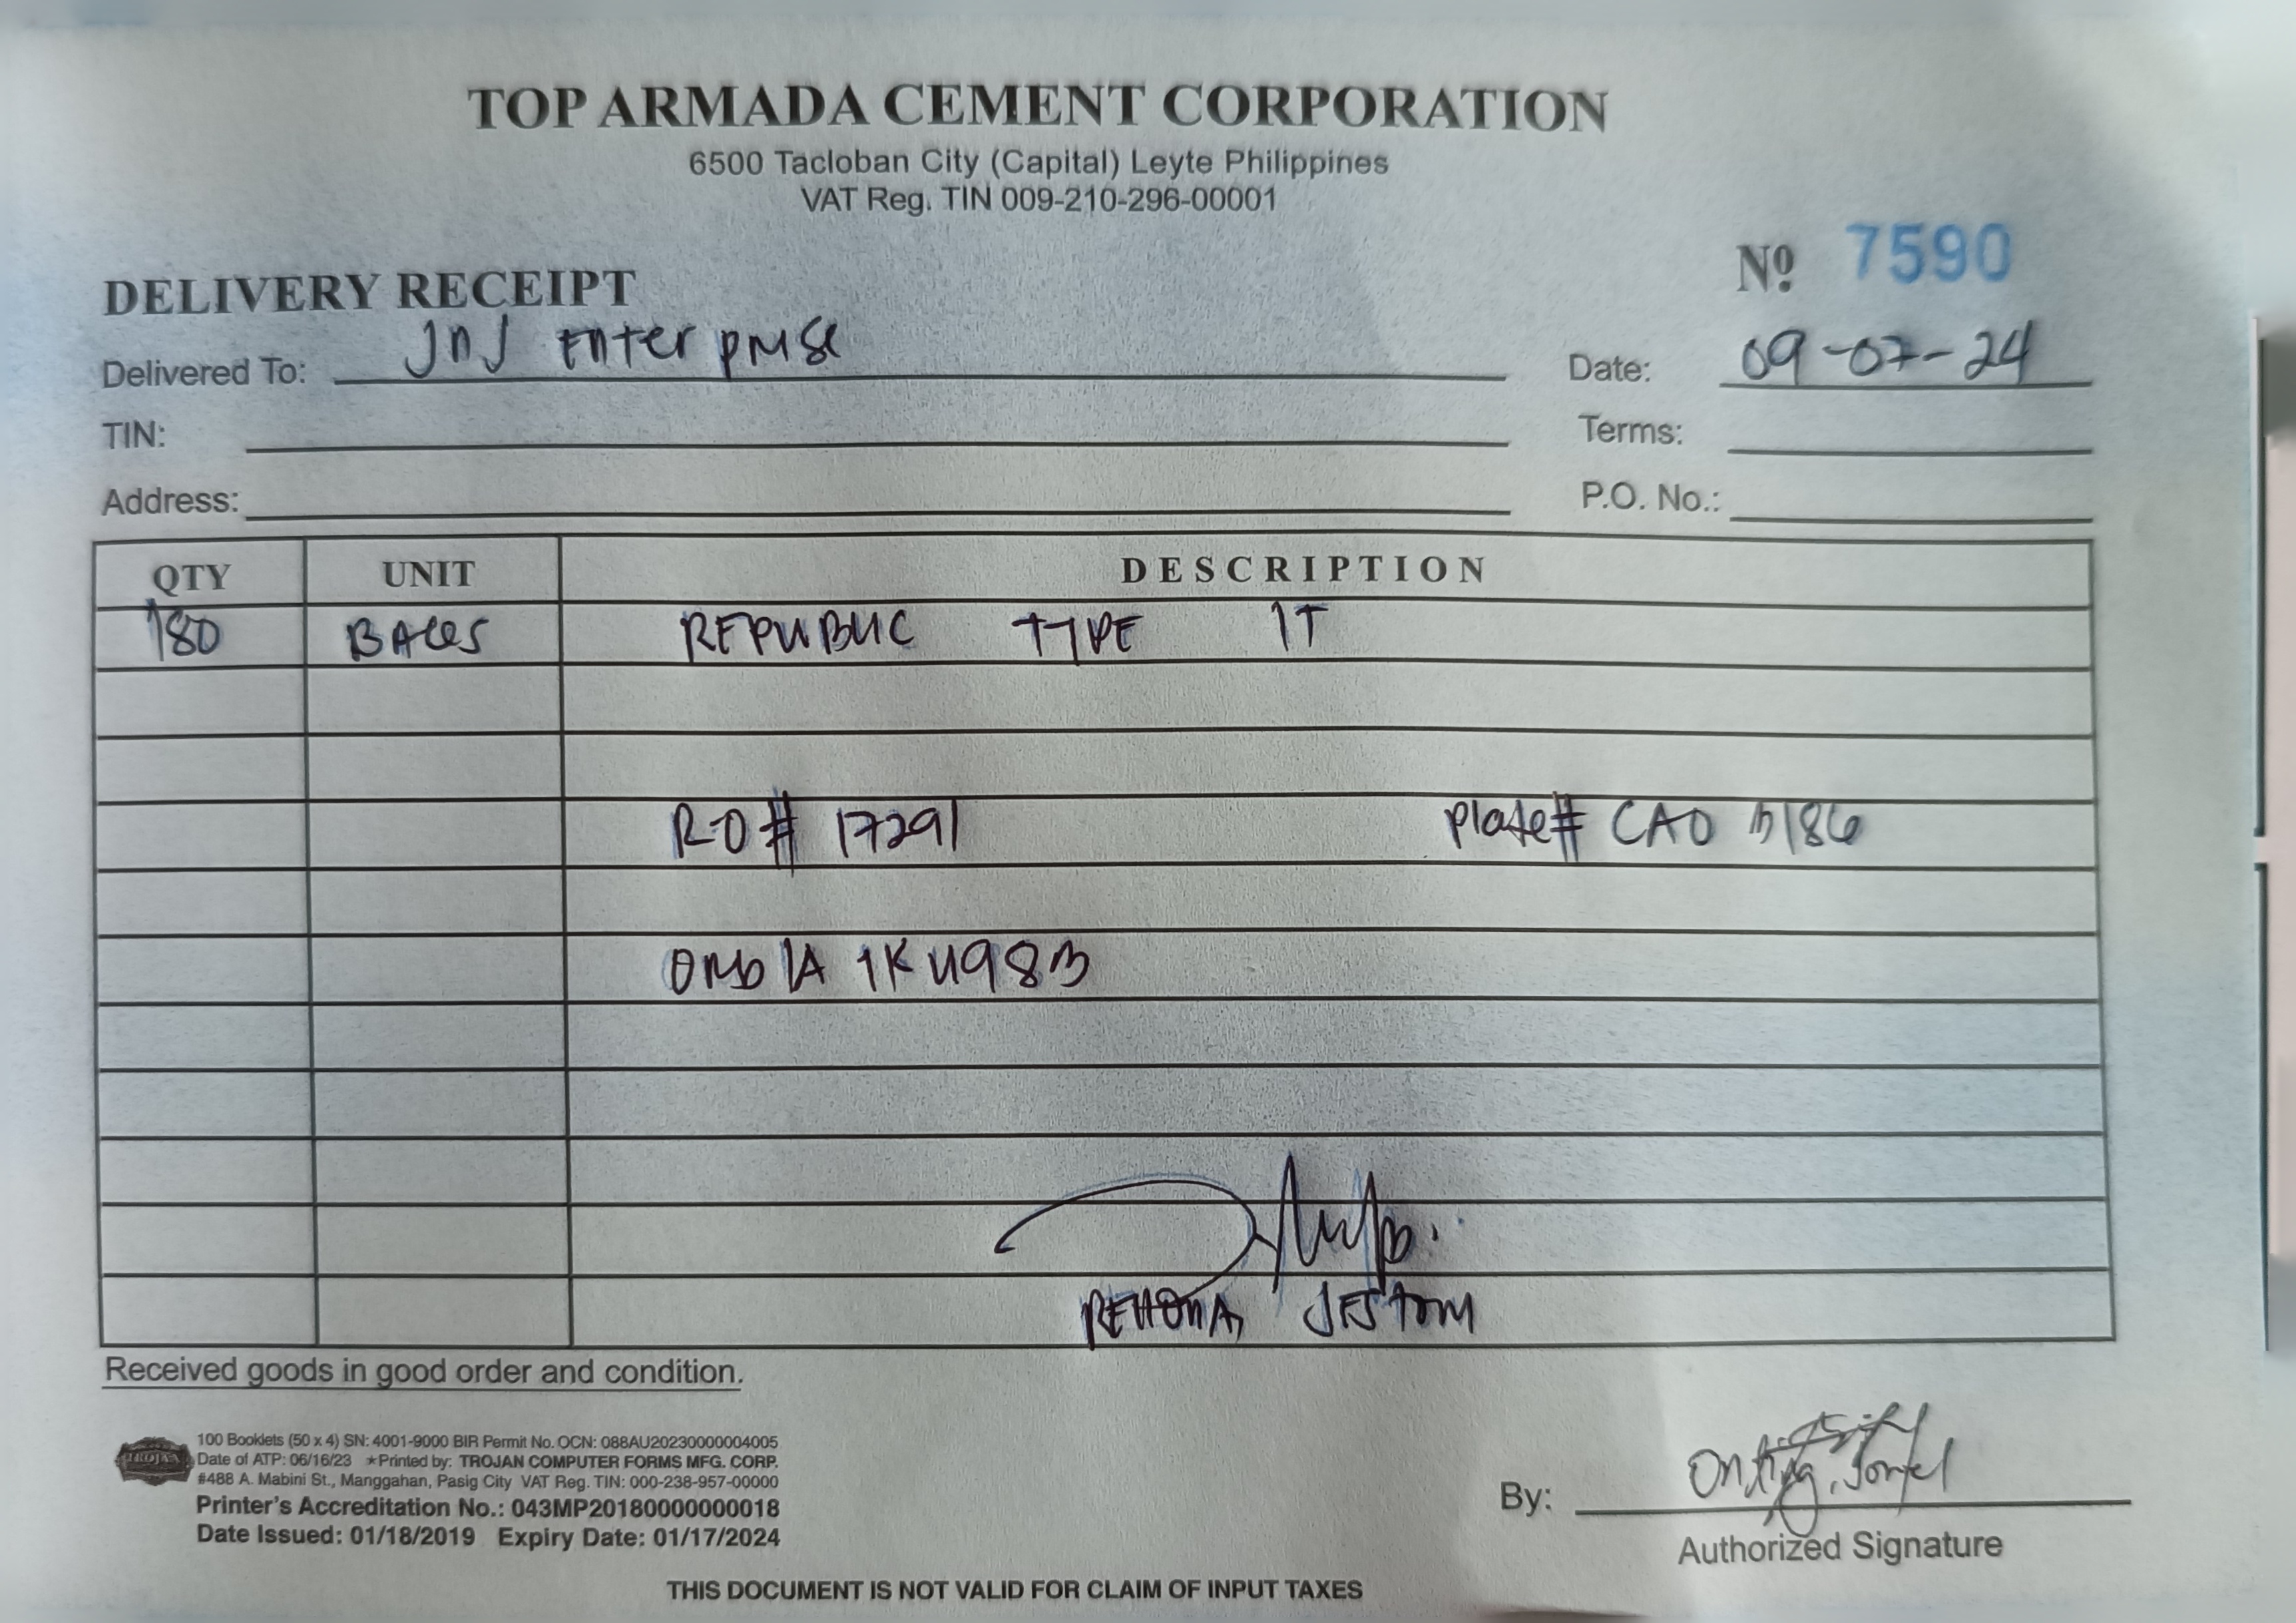 TOP ARMADA CEMENT CORPORATION
6500 Tacloban City (Capital) Leyte Philippines
VAT Reg. TIN 009-210-296-00001
Nº 7590
DELIVERY RECEIPT
Delivered To: JnJ Enterprise
Date: 09-07-24
TIN:
Terms:
Address:
P.O. No.:
QTY UNIT DESCRIPTION
180 BAGS REPUBLIC TYPE 1T
RO# 17291 Plate# CAO 5186
JESTOM
Received goods in good order and condition.
TROJAN
100 Booklets (50 x 4) SN: 4001-9000 BIR Permit No. OCN: 088AU20230000004005
Date of ATP: 06/16/23 ★Printed by: TROJAN COMPUTER FORMS MFG. CORP.
#488 A. Mabini St., Manggahan, Pasig City VAT Reg. TIN: 000-238-957-00000
Printer's Accreditation No.: 043MP20180000000018
Date Issued: 01/18/2019 Expiry Date: 01/17/2024
By:
Authorized Signature
THIS DOCUMENT IS NOT VALID FOR CLAIM OF INPUT TAXES